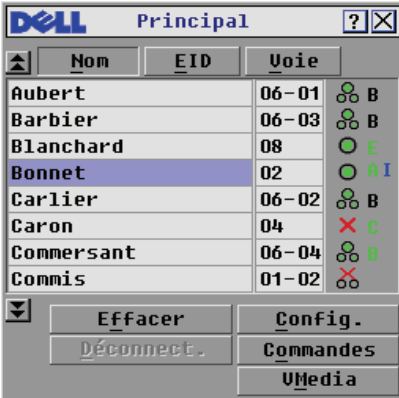 DELL Principal ? X
Nom EID Voie
Aubert 06-01 B
Barbier 06-03 B
Blanchard 08 E
Bonnet 02 A I
Carlier 06-02 B
Caron 04 C
Commersant 06-04 B
Commis 01-02
Effacer Config.
Déconnect. Commandes
VMedia